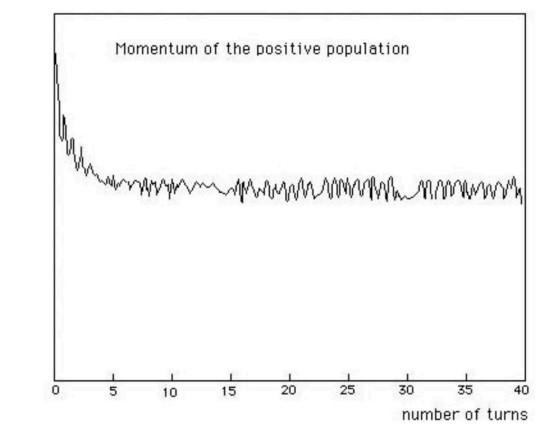 Momentum of the positive population
0 5 10 15 20 25 30 35 40
number of turns